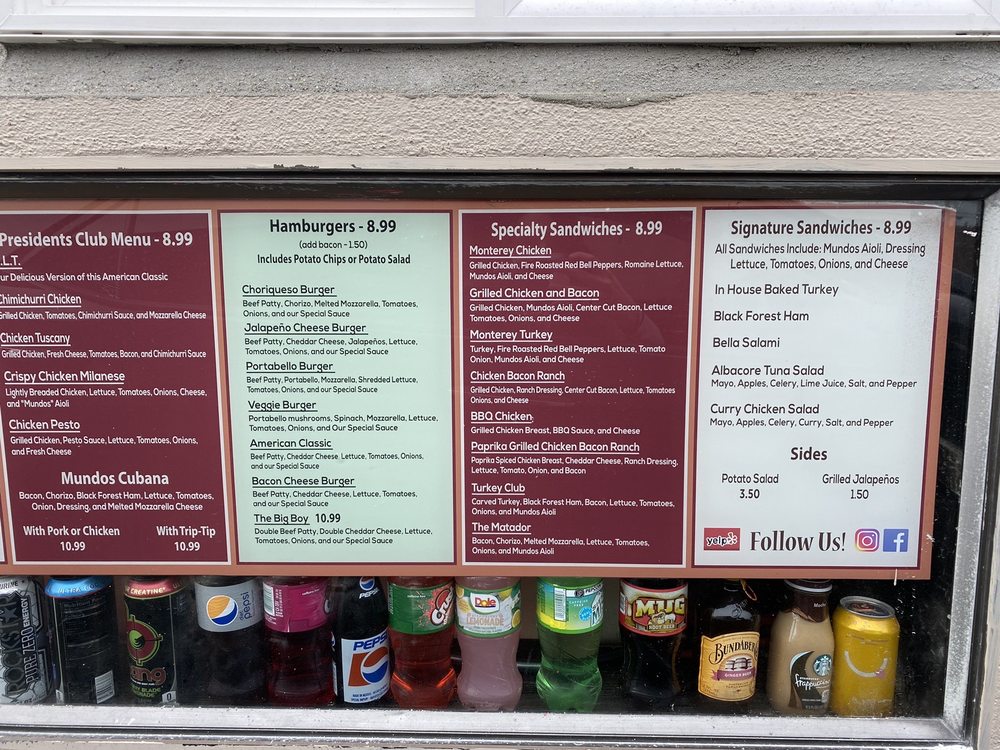 Presidents Club Menu - 8.99
.L.T.
ur Delicious Version of this American Classic
Chimichurri Chicken
Grilled Chicken, Tomatoes, Chimichurri Sauce, and Mozzarella Cheese
Chicken Tuscany
Grilled Chicken, Fresh Cheese, Tomatoes, Bacon, and Chimichurri Sauce
Crispy Chicken Milanese
Lightly Breaded Chicken, Lettuce, Tomatoes, Onions, Cheese,
and "Mundos" Aioli
Chicken Pesto
Grilled Chicken, Pesto Sauce, Lettuce, Tomatoes, Onions,
and Fresh Cheese
Mundos Cubana
Bacon, Chorizo, Black Forest Ham, Lettuce, Tomatoes,
Onion, Dressing, and Melted Mozzarella Cheese
With Pork or Chicken
10.99
With Trip-Tip
10.99
Hamburgers - 8.99
(add bacon - 1.50)
Includes Potato Chips or Potato Salad
Choriqueso Burger
Beef Patty, Chorizo, Melted Mozzarella, Tomatoes,
Onions, and our Special Sauce
Jalapeño Cheese Burger
Beef Patty, Cheddar Cheese, Jalapeños, Lettuce,
Tomatoes, Onions, and our Special Sauce
Portabello Burger
Beef Patty, Portabello, Mozzarella, Shredded Lettuce,
Tomatoes, Onions, and our Special Sauce
Veggie Burger
Portabello mushrooms, Spinach, Mozzarella, Lettuce,
Tomatoes, Onions, and Our Special Sauce
American Classic
Beef Patty, Cheddar Cheese, Lettuce, Tomatoes, Onions,
and our Special Sauce
Bacon Cheese Burger
Beef Patty, Cheddar Cheese, Lettuce, Tomatoes, Onions,
and our Special Sauce
The Big Boy 10.99
Double Beef Patty, Double Cheddar Cheese, Lettuce,
Tomatoes, Onions, and our Special Sauce
Specialty Sandwiches - 8.99
Monterey Chicken
Grilled Chicken, Fire Roasted Red Bell Peppers, Romaine Lettuce,
Mundos Aioli, and Cheese
Grilled Chicken and Bacon
Grilled Chicken, Mundos Aioli, Center Cut Bacon, Lettuce
Tomatoes, Onions, and Cheese
Monterey Turkey
Turkey, Fire Roasted Red Bell Peppers, Lettuce, Tomato
Onion, Mundos Aioli, and Cheese
Chicken Bacon Ranch
Grilled Chicken, Ranch Dressing, Center Cut Bacon, Lettuce, Tomatoes
Onions, and Cheese
BBQ Chicken:
Grilled Chicken Breast, BBQ Sauce, and Cheese
Paprika Grilled Chicken Bacon Ranch
Paprika Spiced Chicken Breast, Cheddar Cheese, Ranch Dressing,
Lettuce, Tomato, Onion, and Bacon
Turkey Club
Carved Turkey, Black Forest Ham, Bacon, Lettuce, Tomatoes,
Onions, and Mundos Aioli
The Matador
Bacon, Chorizo, Melted Mozzarella, Lettuce, Tomatoes,
Onions, and Mundos Aioli
Signature Sandwiches - 8.99
All Sandwiches Include: Mundos Aioli, Dressing
Lettuce, Tomatoes, Onions, and Cheese
In House Baked Turkey
Black Forest Ham
Bella Salami
Albacore Tuna Salad
Mayo, Apples, Celery, Lime Juice, Salt, and Pepper
Curry Chicken Salad
Mayo, Apples, Celery, Curry, Salt, and Pepper
Sides
Potato Salad
3.50
Grilled Jalapeños
1.50
yelp
Follow Us!
PURE ZERO
ENERGY
ULTRA
CREATING
bang
pepsi
PEPSI
PEPSI
Crush
Dole
LEMONADE
MUG
ROOT BEER
BUNDABERG
GINGER BEER
Mocha
STARBUCKS
frappuccino